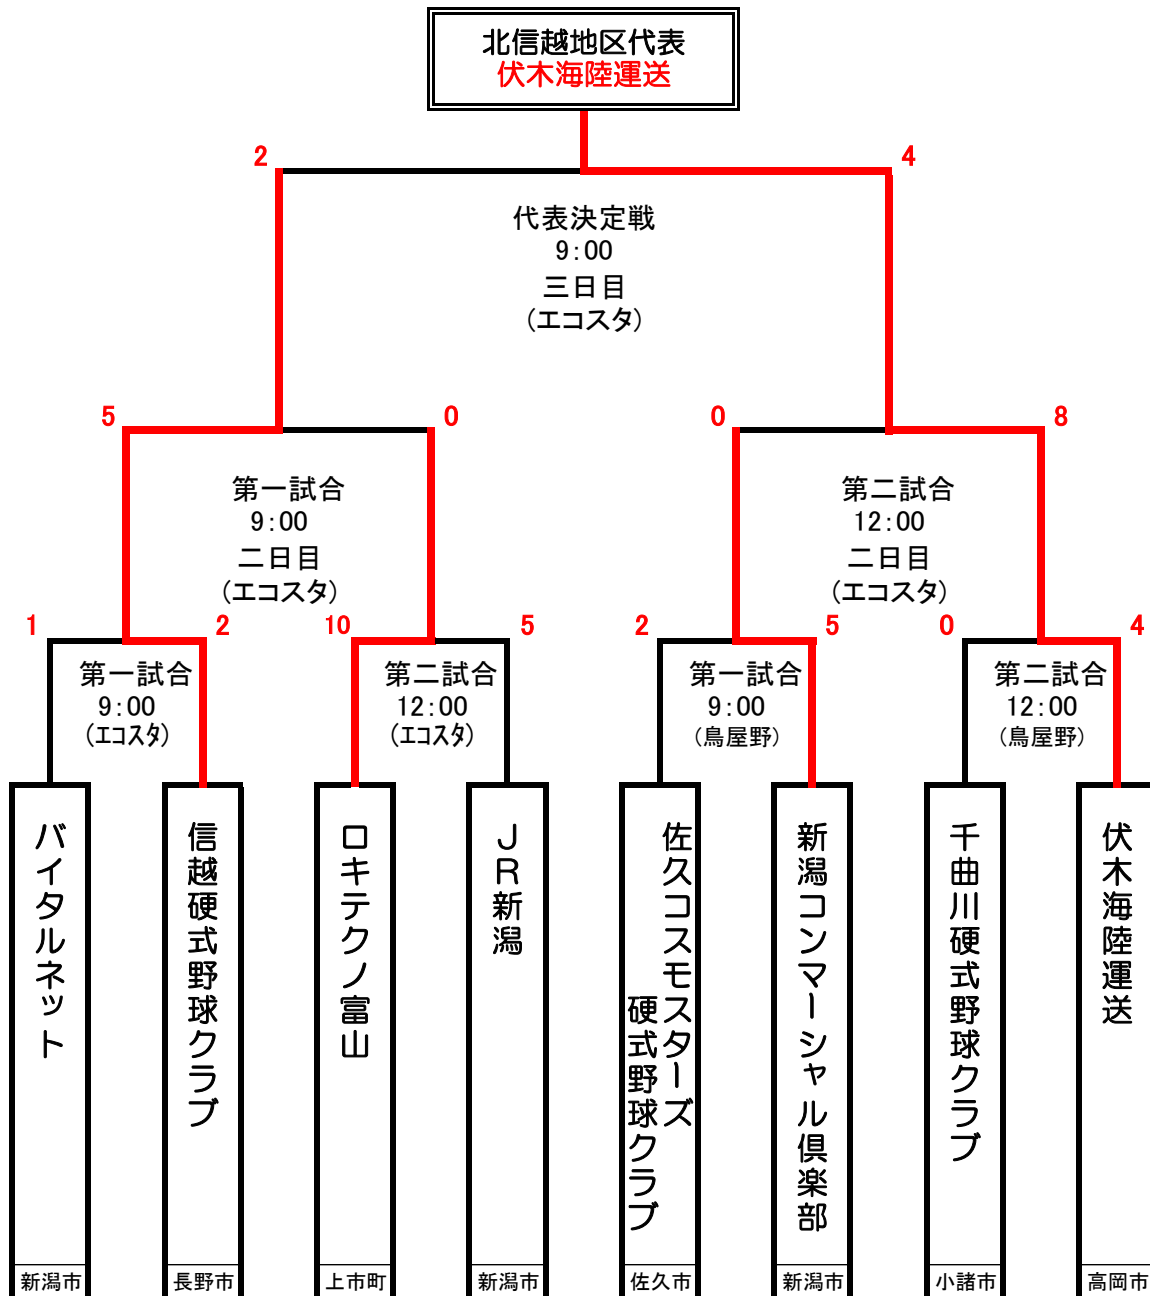 北信越地区代表
伏木海陸運送
2
4
代表決定戦
9:00
三日目
(エコスタ)
5
0
0
8
第一試合
9:00
二日目
(エコスタ)
第二試合
12:00
二日目
(エコスタ)
1
2
10
5
2
5
0
4
第一試合
9:00
(エコスタ)
第二試合
12:00
(エコスタ)
第一試合
9:00
(鳥屋野)
第二試合
12:00
(鳥屋野)
バイタルネット
信越硬式野球クラブ
ロキテクノ富山
JR新潟
佐久コスモスターズ
硬式野球クラブ
新潟コンマーシャル倶楽部
千曲川硬式野球クラブ
伏木海陸運送
新潟市
長野市
上市町
新潟市
佐久市
新潟市
小諸市
高岡市